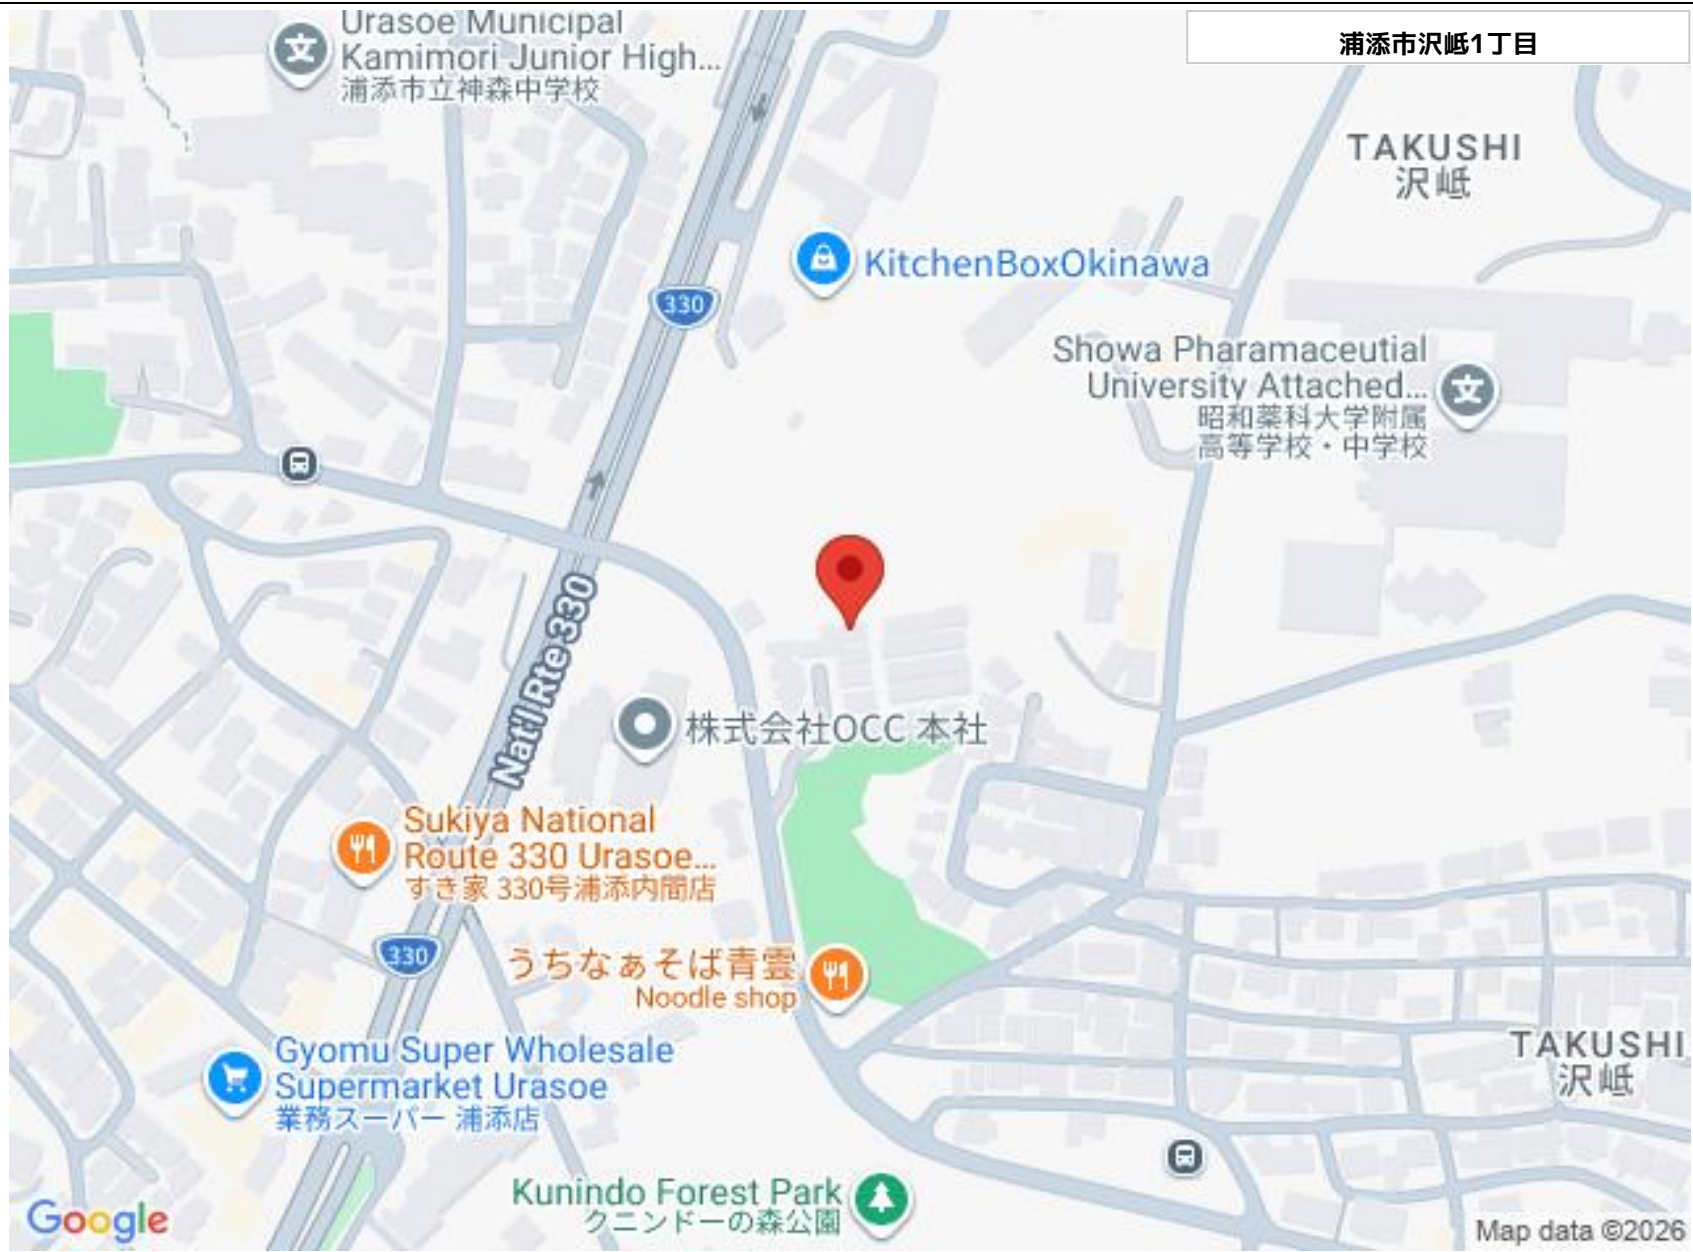 Urasoe Municipal
Kamimori Junior High...
浦添市立神森中学校
浦添市沢岻1丁目
TAKUSHI
沢岻
KitchenBoxOkinawa
330
Showa Pharamaceutial
University Attached...
昭和薬科大学附属
高等学校・中学校
Nat'l Rte 330
株式会社OCC 本社
Sukiya National
Route 330 Urasoe...
すき家 330号浦添内間店
330
うちなぁそば青雲
Noodle shop
Gyomu Super Wholesale
Supermarket Urasoe
業務スーパー 浦添店
TAKUSHI
沢岻
Kunindo Forest Park
クニンドーの森公園
Google
Map data ©2026